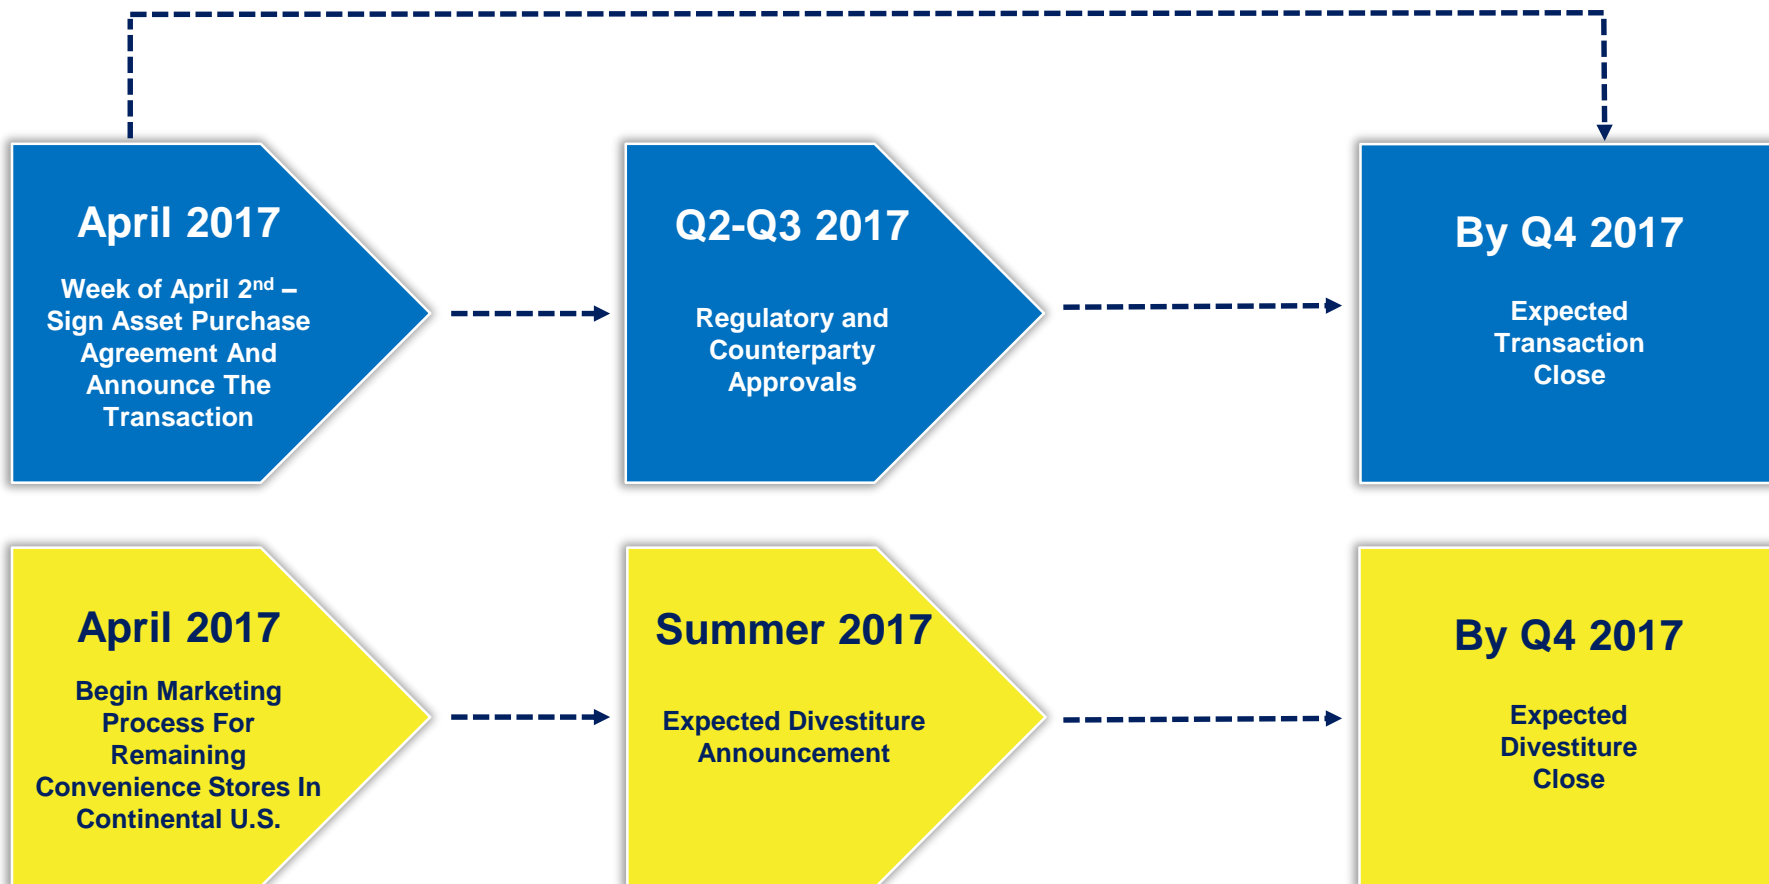 April 2017
Week of April 2nd –
Sign Asset Purchase
Agreement And
Announce The
Transaction
Q2-Q3 2017
Regulatory and
Counterparty
Approvals
By Q4 2017
Expected
Transaction
Close
April 2017
Begin Marketing
Process For
Remaining
Convenience Stores In
Continental U.S.
Summer 2017
Expected Divestiture
Announcement
By Q4 2017
Expected
Divestiture
Close